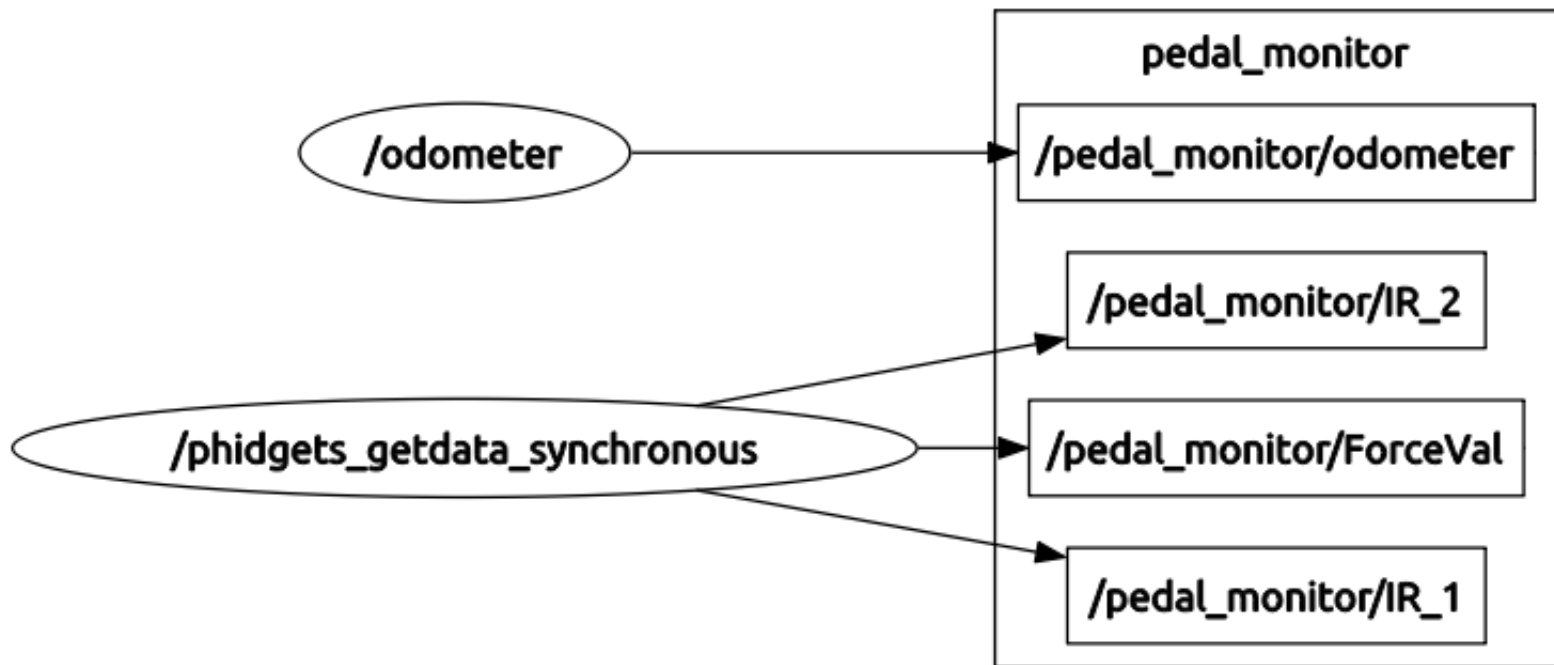 pedal_monitor
/odometer
/pedal_monitor/odometer
/pedal_monitor/IR_2
/phidgets_getdata_synchronous
/pedal_monitor/ForceVal
/pedal_monitor/IR_1